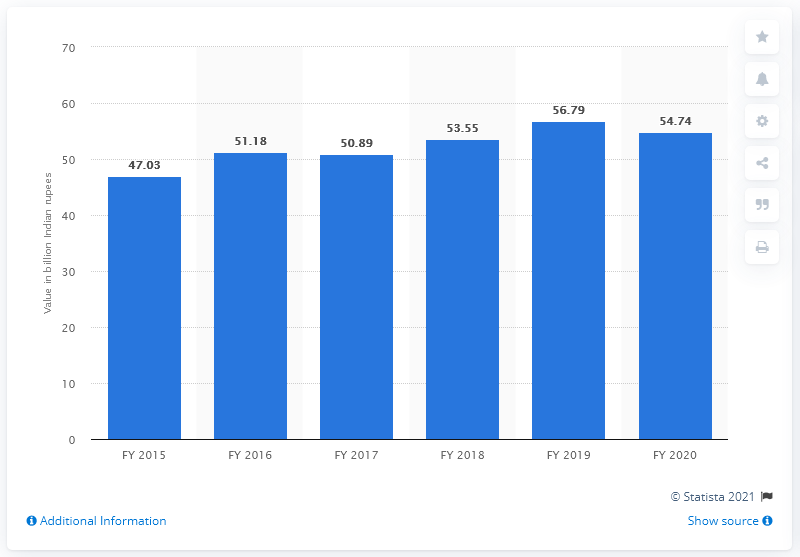 70
60
50
40
30
20
10
0
Value in billion Indian rupees
47.03
51.18
50.89
53.55
56.79
54.74
FY 2015
FY 2016
FY 2017
FY 2018
FY 2019
FY 2020
© Statista 2021
Additional Information
Show source